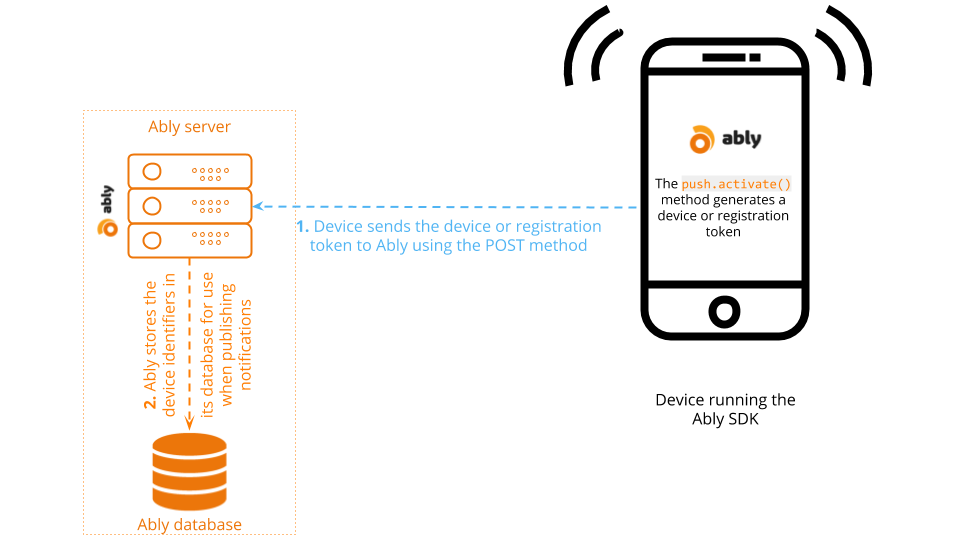 Ably server
ably
1. Device sends the device or registration
token to Ably using the POST method
2. Ably stores the
device identifiers in
its database for use
when publishing
notifications
Ably database
ably
The push.activate()
method generates a
device or registration
token
Device running the
Ably SDK